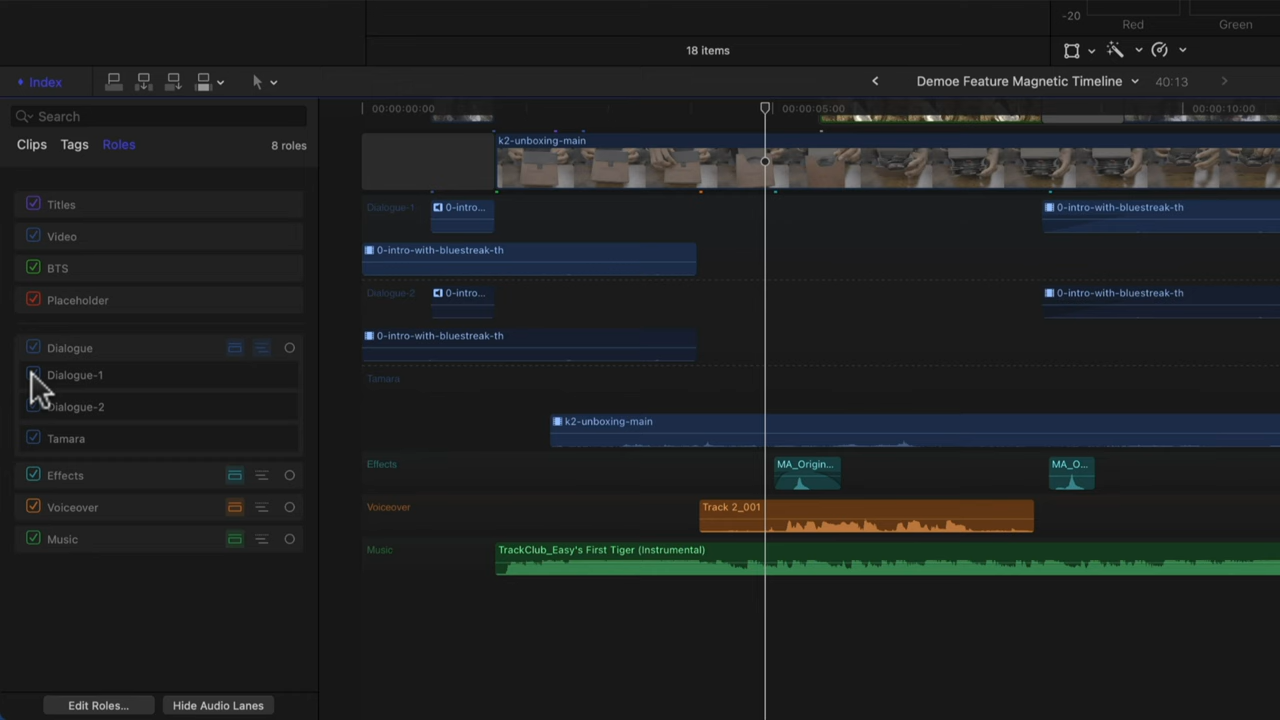 -20
Red
Green
18 items
Index
Demoe Feature Magnetic Timeline
40:13
Search
Clips
Tags
Roles
8 roles
00:00:00:00
00:00:05:00
00:00:10:00
k2-unboxing-main
Titles
Video
BTS
Placeholder
Dialogue
Dialogue-1
Dialogue-2
Tamara
Effects
Voiceover
Music
Dialogue-1
0-intro...
0-intro-with-bluestreak-th
0-intro-with-bluestreak-th
Dialogue-2
0-intro...
0-intro-with-bluestreak-th
0-intro-with-bluestreak-th
Tamara
k2-unboxing-main
Effects
MA_Origin...
MA_O...
Voiceover
Track 2_001
Music
TrackClub_Easy's First Tiger (Instrumental)
Edit Roles...
Hide Audio Lanes